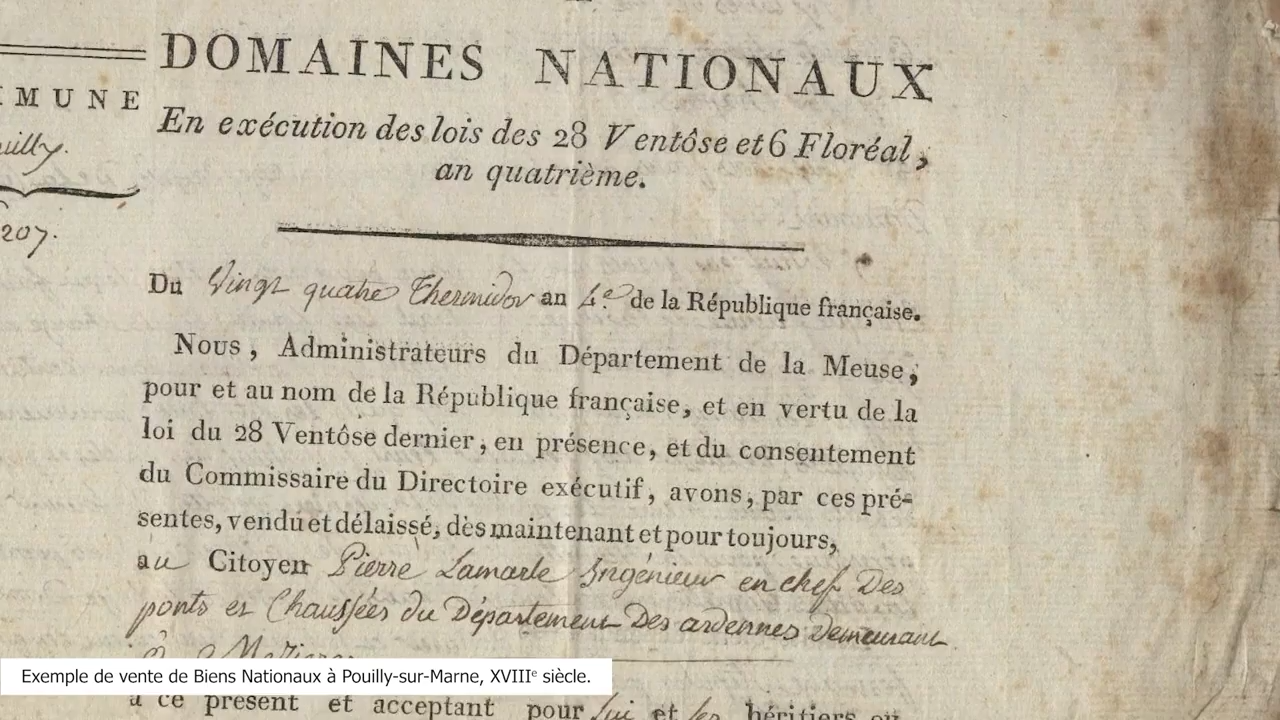 DOMAINES NATIONAUX
MUNE
En exécution des lois des 28 Ventôse et 6 Floréal,
an quatrième.
207.
Du Vingt quatre Thermidor an 4.e de la République française.
Nous, Administrateurs du Département de la Meuse,
pour et au nom de la République française, et en vertu de la
loi du 28 Ventôse dernier, en présence, et du consentement
du Commissaire du Directoire exécutif, avons, par ces pré-
sentes, vendu et délaissé, dès maintenant et pour toujours,
au Citoyen Pierre Lamarle Ingénieur en chef Des
ponts et Chaussées du Département Des ardennes Demeurant
à Mezieres
Exemple de vente de Biens Nationaux à Pouilly-sur-Marne, XVIIIe siècle.
à ce présent et acceptant pour lui et ses héritiers ou